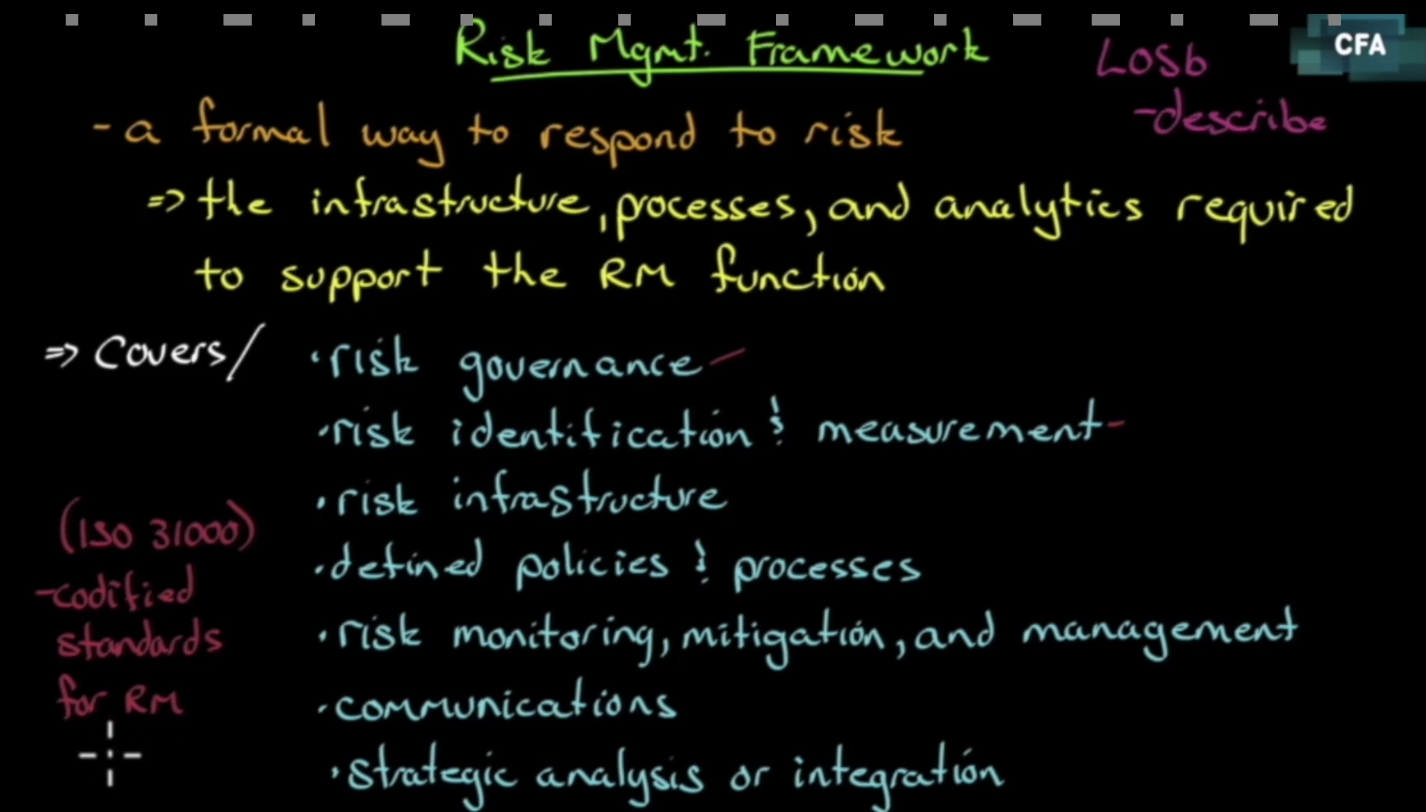 Risk Mgmt. Framework
CFA
LOSb
-describe
- a formal way to respond to risk
=> the infrastructure, processes, and analytics required
to support the RM function
=> Covers/
· risk governance -
· risk identification & measurement -
· risk infrastructure
· defined policies & processes
· risk monitoring, mitigation, and management
· communications
· strategic analysis or integration
(ISO 31000)
-codified
standards
for RM